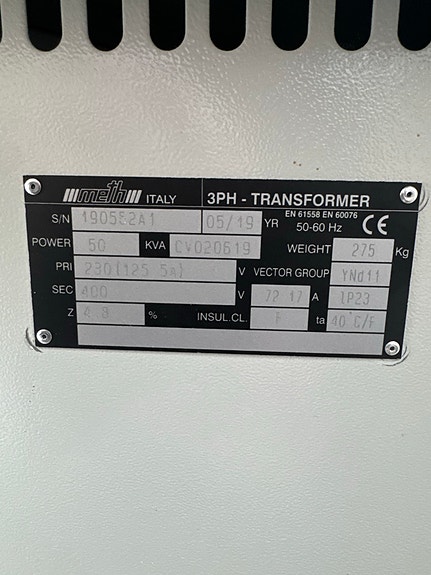 meth ITALY 3PH - TRANSFORMER
S/N 190582A1 05/19 YR EN 61558 EN 60076 50-60 Hz CE
POWER 50 KVA CV020619 WEIGHT 275 Kg
PRI 230(125 5A) V VECTOR GROUP YNd11
SEC 400 V 72 17 A IP23
Z 4 8 % INSUL.CL. F ta 40°C/F